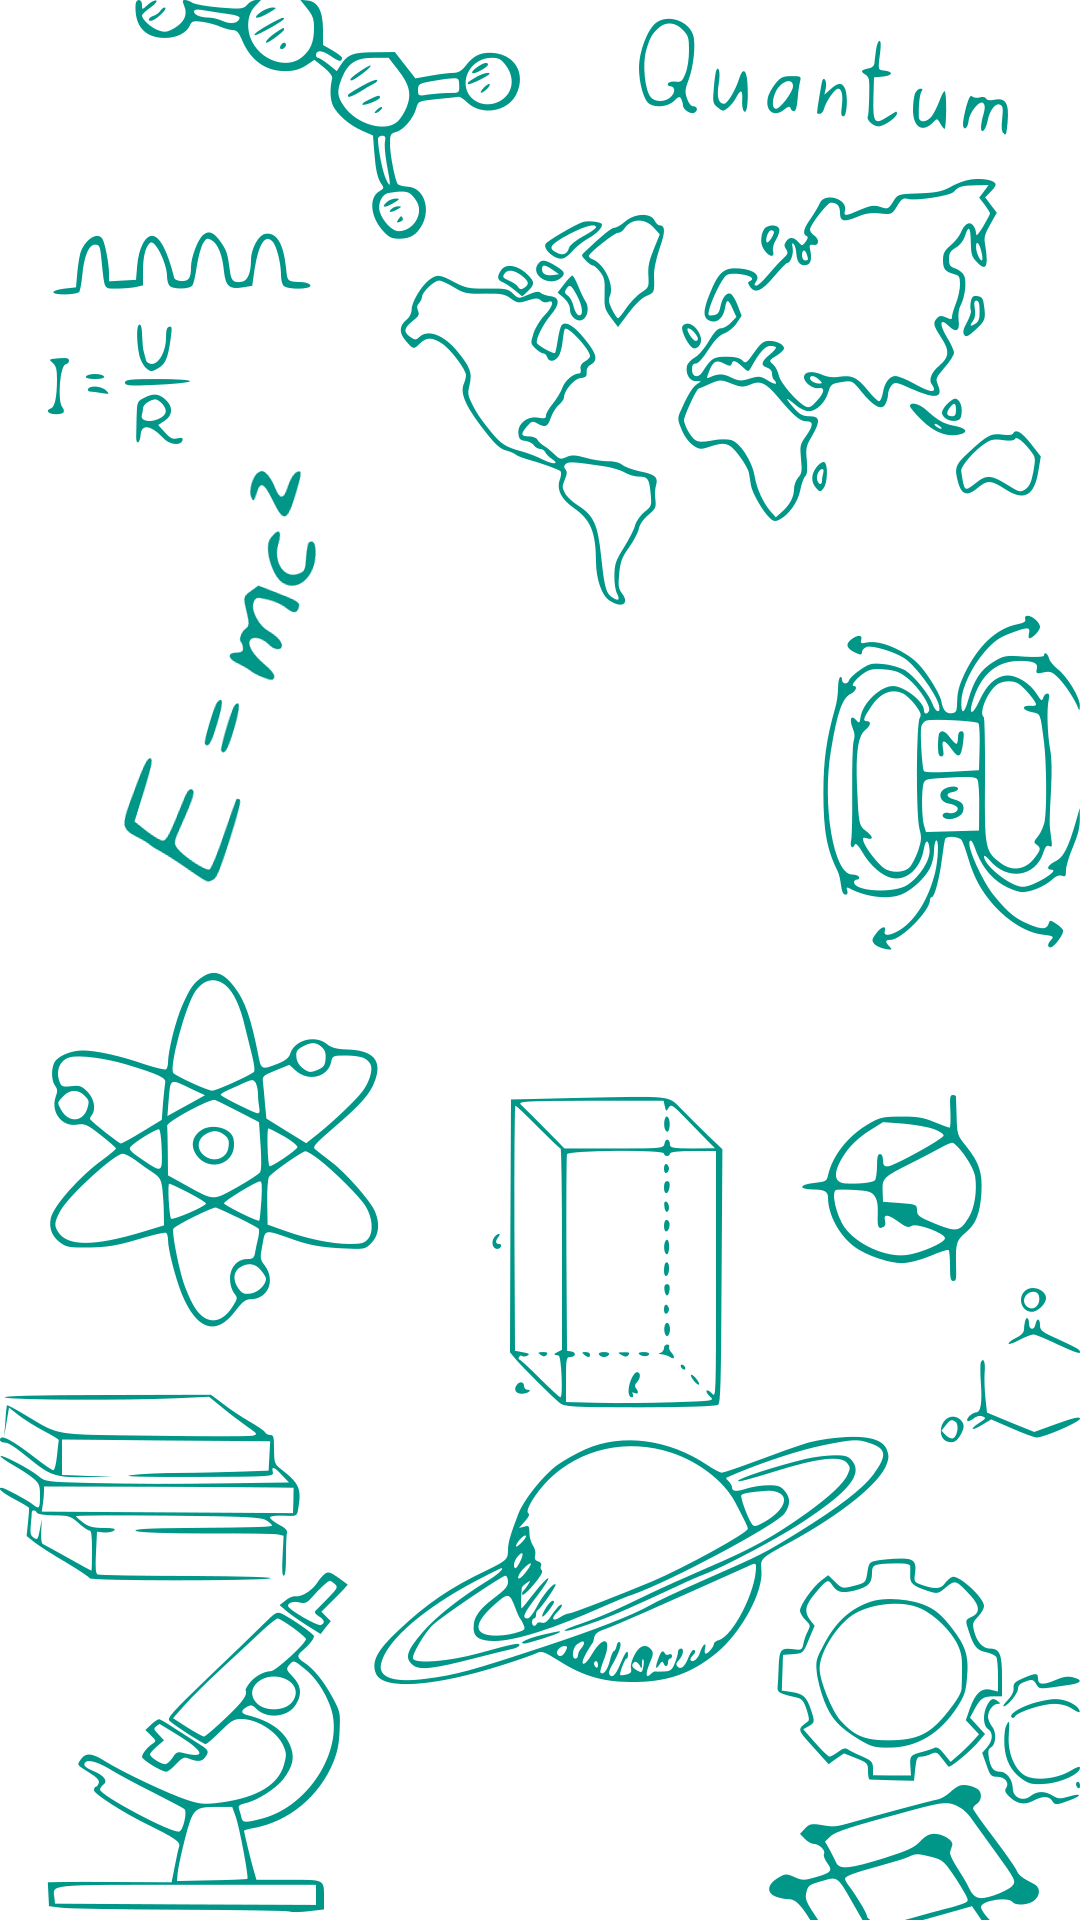 Quantum
I = U/R
E = mc²
N
S